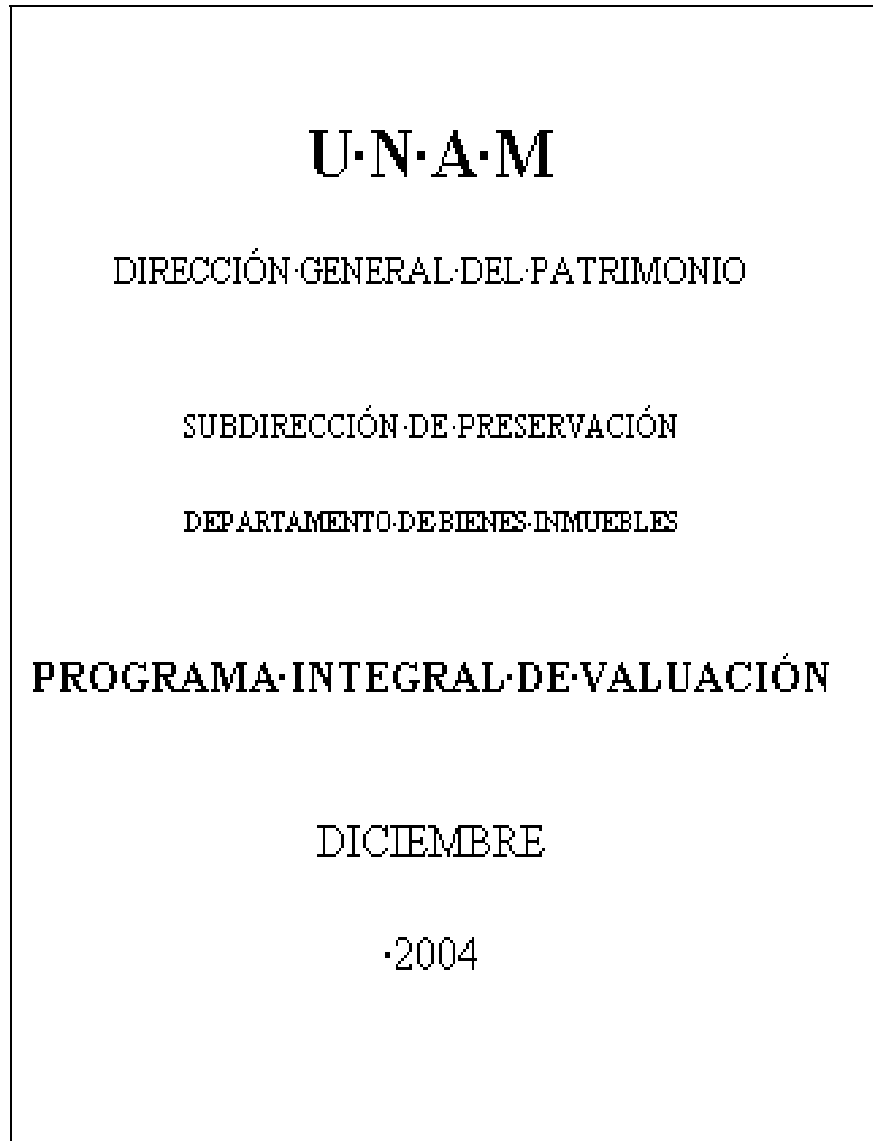 U·N·A·M
DIRECCIÓN·GENERAL·DEL·PATRIMONIO
SUBDIRECCIÓN·DE·PRESERVACIÓN
DEPARTAMENTO·DE·BIENES·INMUEBLES
PROGRAMA·INTEGRAL·DE·VALUACIÓN
DICIEMBRE
·2004